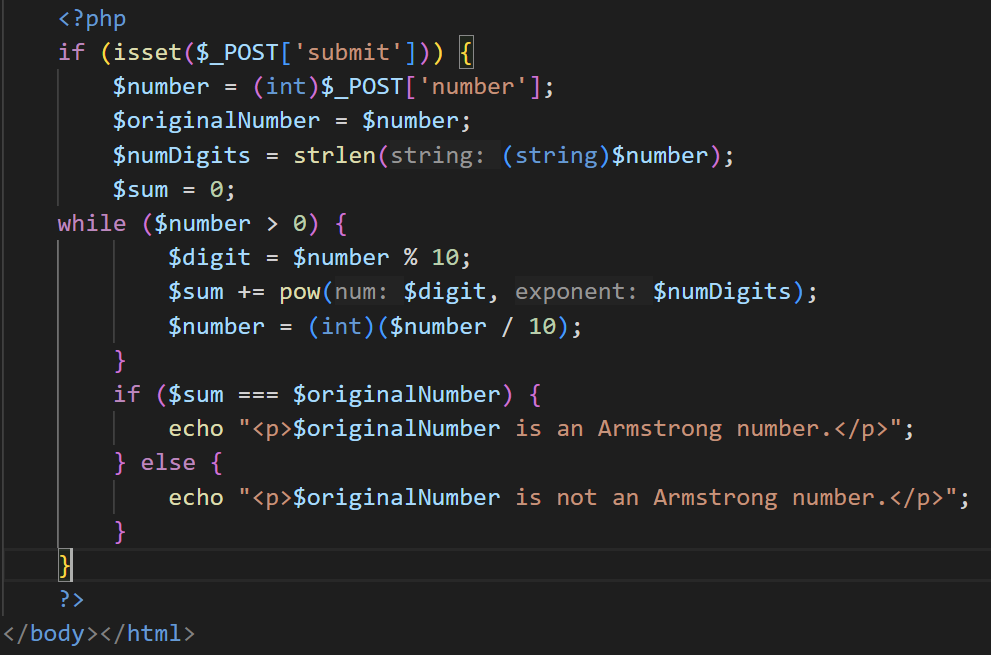 <?php
if (isset($_POST['submit'])) {
$number = (int)$_POST['number'];
$originalNumber = $number;
$numDigits = strlen(string: (string)$number);
$sum = 0;
while ($number > 0) {
$digit = $number % 10;
$sum += pow(num: $digit, exponent: $numDigits);
$number = (int)($number / 10);
}
if ($sum === $originalNumber) {
echo "<p>$originalNumber is an Armstrong number.</p>";
} else {
echo "<p>$originalNumber is not an Armstrong number.</p>";
}
}
?>
</body></html>